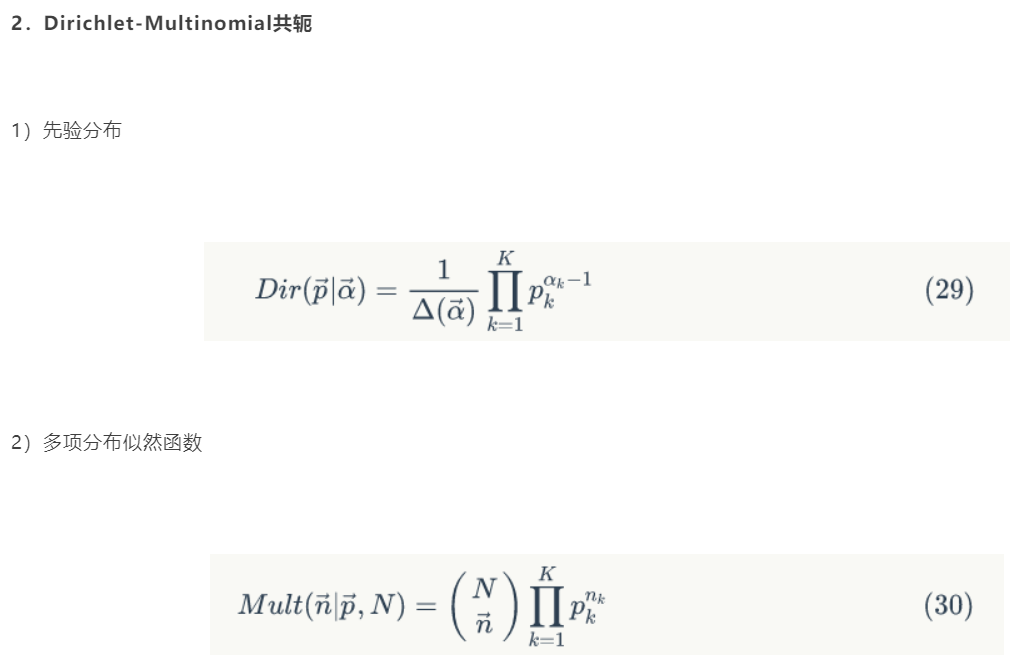 2. Dirichlet-Multinomial共轭
1）先验分布
$Dir(\vec{p}|\vec{\alpha}) = \frac{1}{\Delta(\vec{\alpha})} \prod_{k=1}^{K} p_k^{\alpha_k - 1}$ (29)
2）多项分布似然函数
$Mult(\vec{n}|\vec{p}, N) = \binom{N}{\vec{n}} \prod_{k=1}^{K} p_k^{n_k}$ (30)